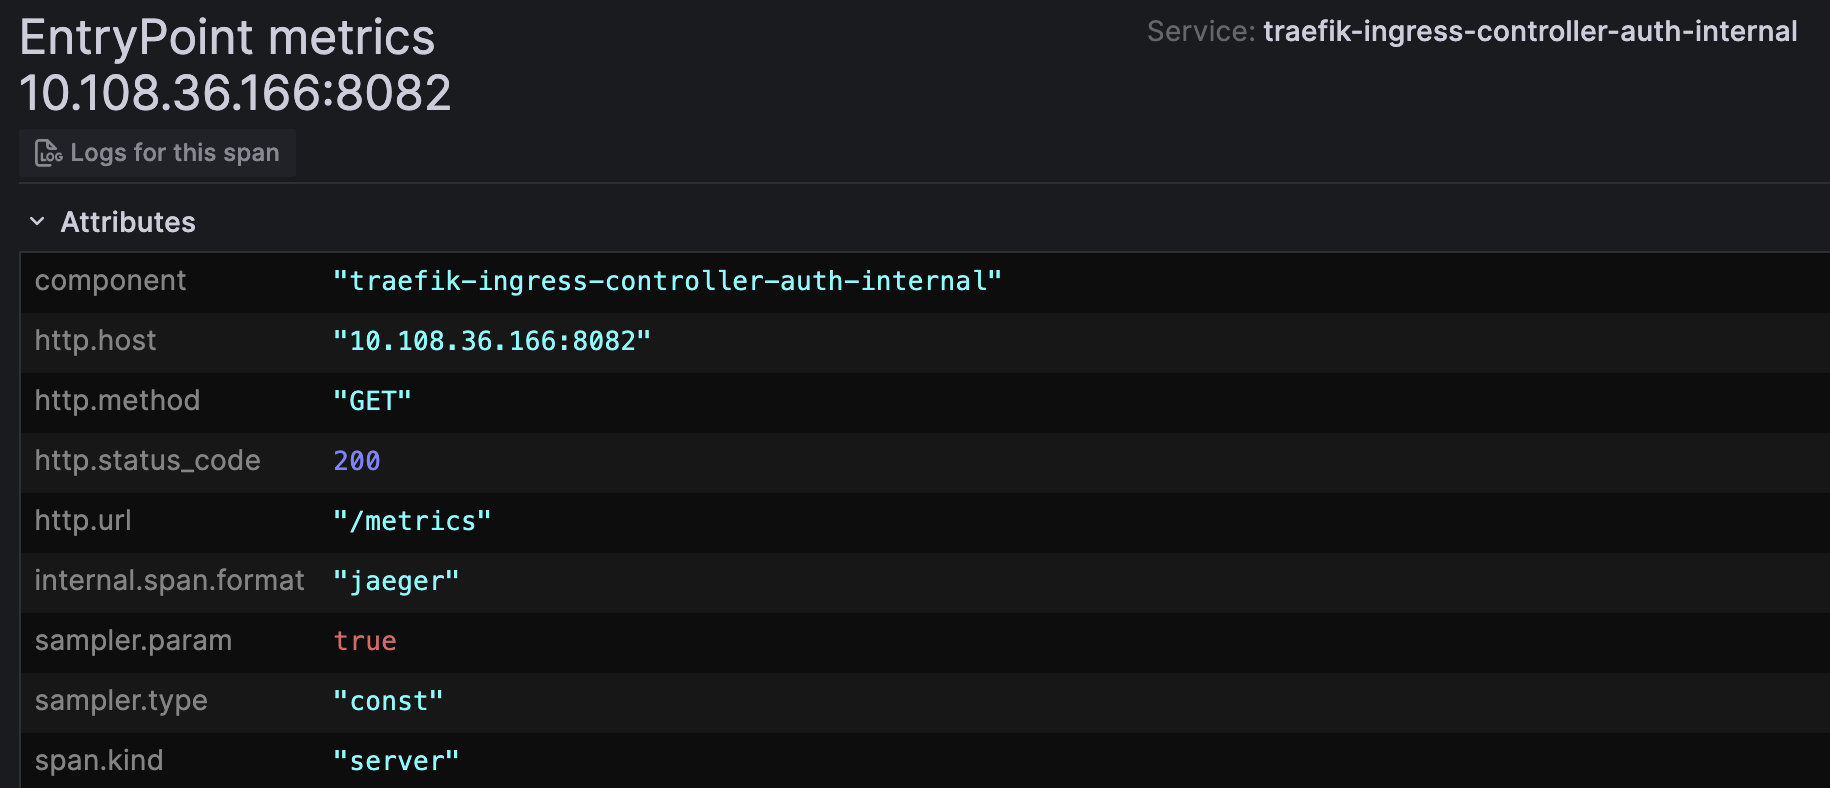 EntryPoint metrics
10.108.36.166:8082
Service: traefik-ingress-controller-auth-internal
LOG Logs for this span
Attributes
component "traefik-ingress-controller-auth-internal"
http.host "10.108.36.166:8082"
http.method "GET"
http.status_code 200
http.url "/metrics"
internal.span.format "jaeger"
sampler.param true
sampler.type "const"
span.kind "server"